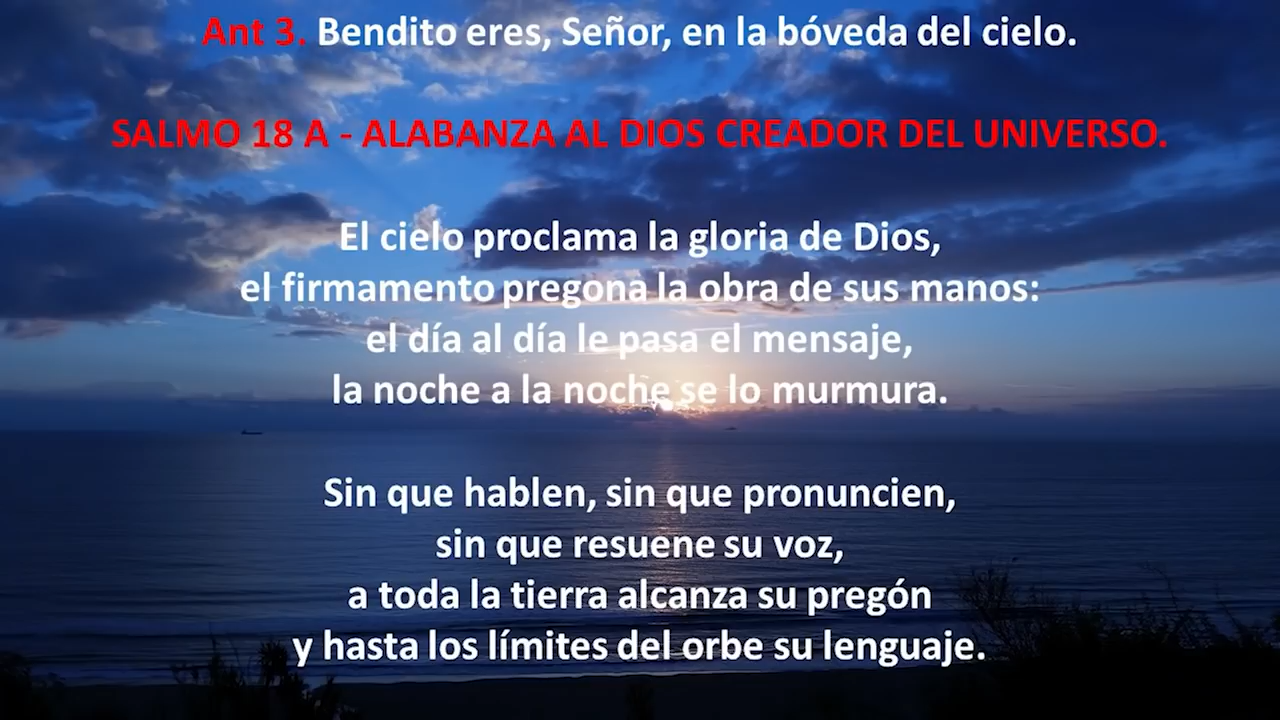 Ant 3. Bendito eres, Señor, en la bóveda del cielo.
SALMO 18 A - ALABANZA AL DIOS CREADOR DEL UNIVERSO.
El cielo proclama la gloria de Dios,
el firmamento pregona la obra de sus manos:
el día al día le pasa el mensaje,
la noche a la noche se lo murmura.
Sin que hablen, sin que pronuncien,
sin que resuene su voz,
a toda la tierra alcanza su pregón
y hasta los límites del orbe su lenguaje.